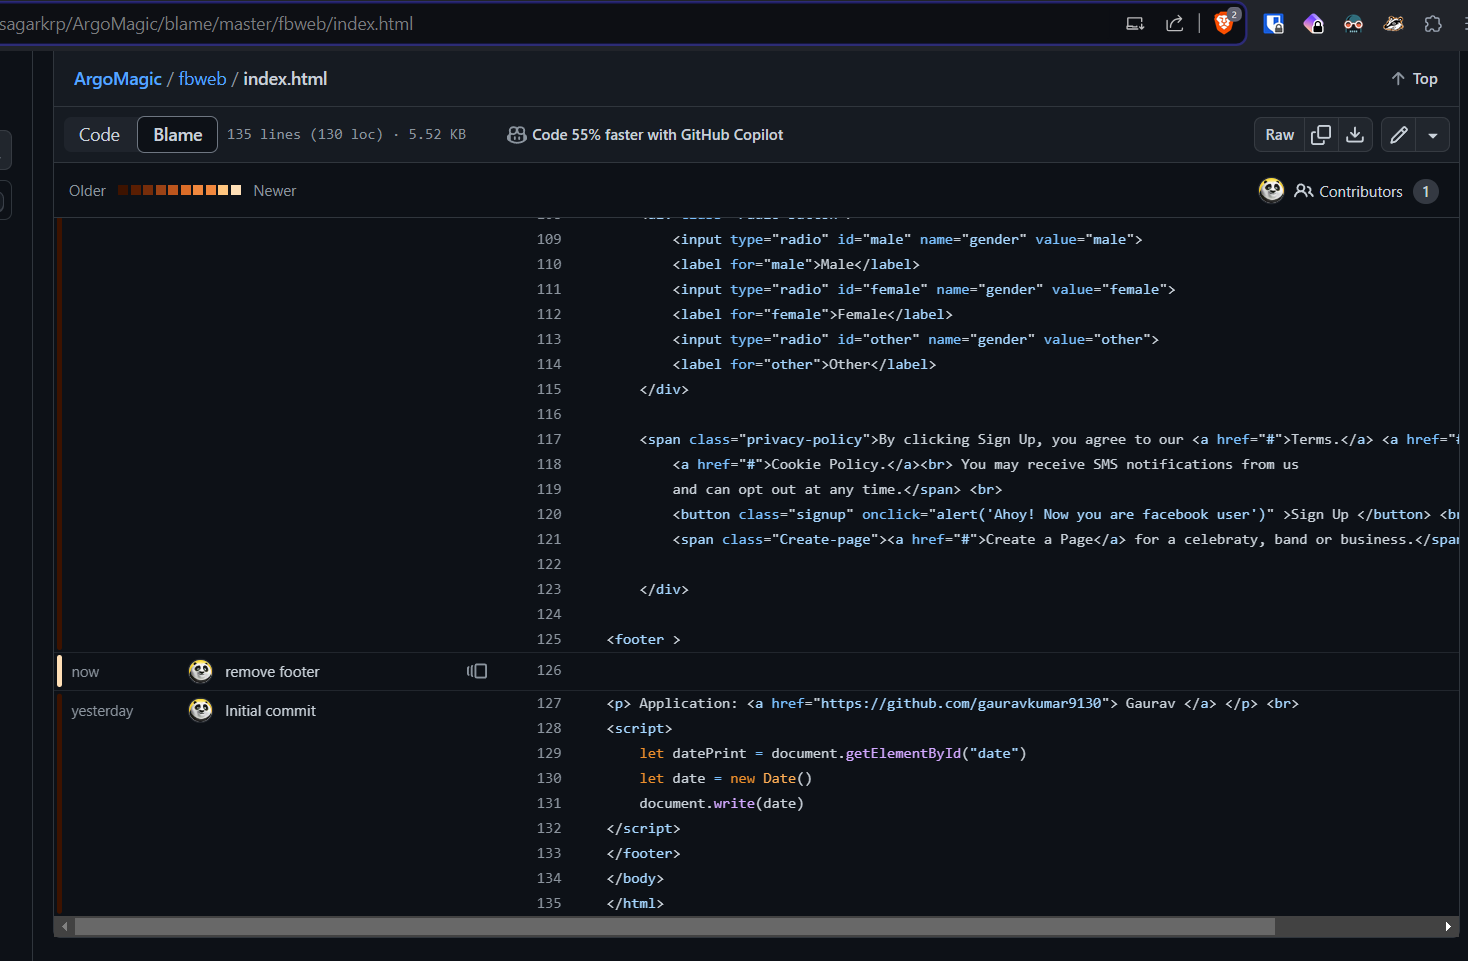 sagarkrp/ArgoMagic/blame/master/fbweb/index.html
2
ArgoMagic / fbweb / index.html
Top
Code Blame 135 lines (130 loc) · 5.52 KB Code 55% faster with GitHub Copilot Raw
Older Newer Contributors 1
109 <input type="radio" id="male" name="gender" value="male">
110 <label for="male">Male</label>
111 <input type="radio" id="female" name="gender" value="female">
112 <label for="female">Female</label>
113 <input type="radio" id="other" name="gender" value="other">
114 <label for="other">Other</label>
115 </div>
116
117 <span class="privacy-policy">By clicking Sign Up, you agree to our <a href="#">Terms.</a> <a href="#
118 <a href="#">Cookie Policy.</a><br> You may receive SMS notifications from us
119 and can opt out at any time.</span> <br>
120 <button class="signup" onclick="alert('Ahoy! Now you are facebook user')" >Sign Up </button> <br
121 <span class="Create-page"><a href="#">Create a Page</a> for a celebraty, band or business.</span
122
123 </div>
124
125 <footer >
now remove footer 126
yesterday Initial commit 127 <p> Application: <a href="https://github.com/gauravkumar9130"> Gaurav </a> </p> <br>
128 <script>
129 let datePrint = document.getElementById("date")
130 let date = new Date()
131 document.write(date)
132 </script>
133 </footer>
134 </body>
135 </html>